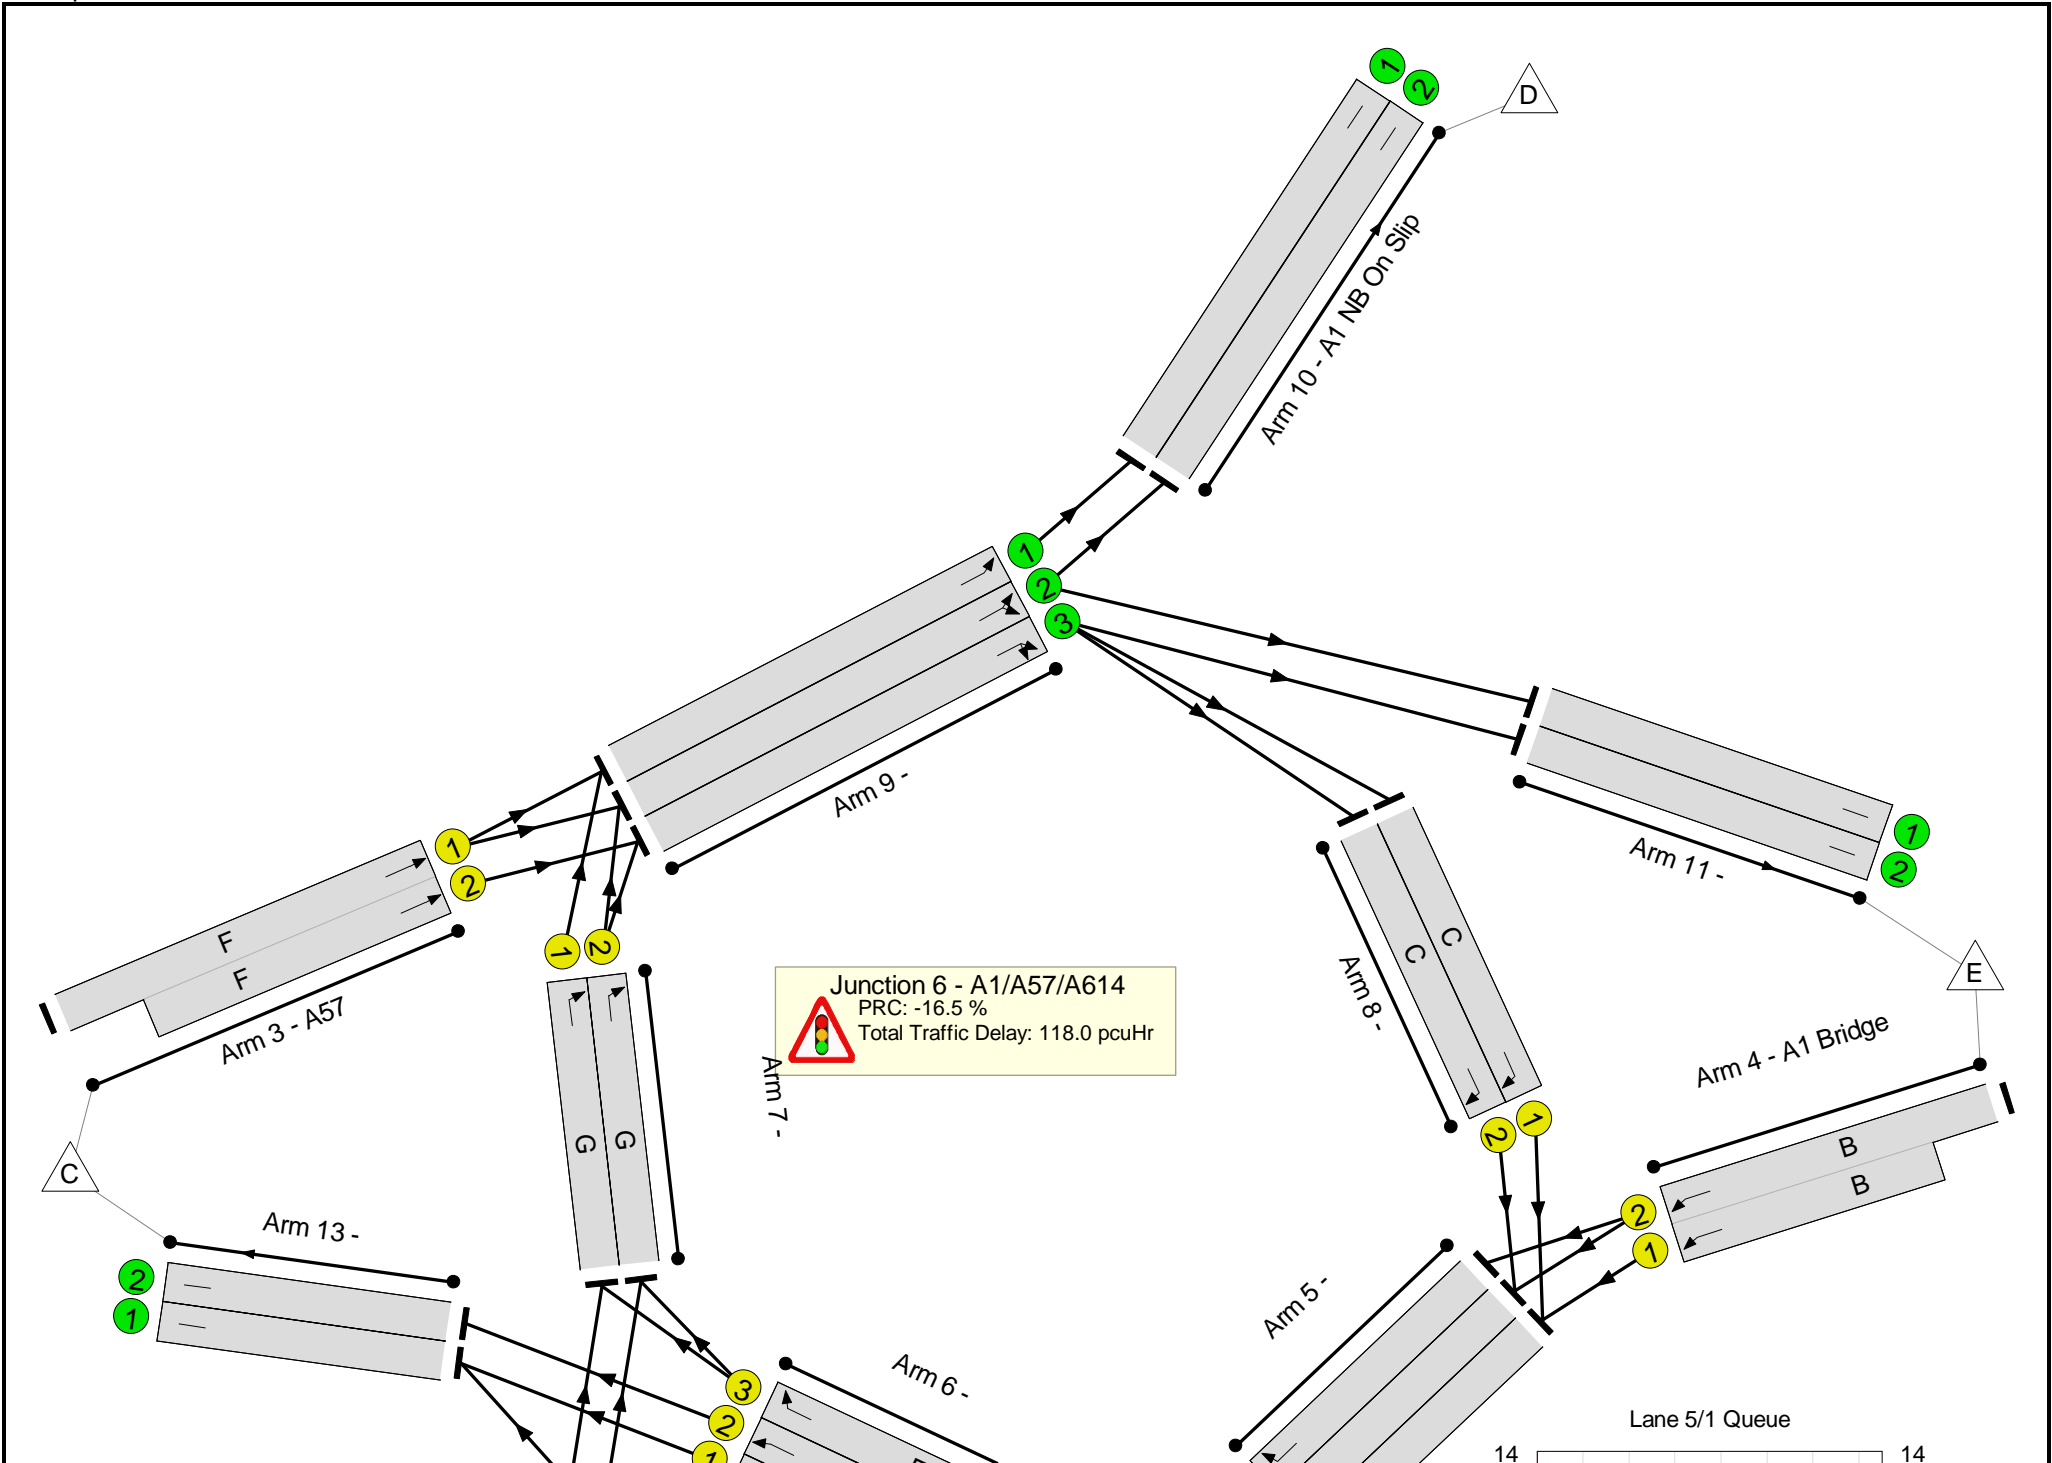 1
2
D
Arm 10 - A1 NB On Slip
1
2
3
Arm 9 -
1
2
F
F
Arm 3 - A57
1
2
Arm 11 -
1
2
C
C
Arm 8 -
E
Junction 6 - A1/A57/A614
PRC: -16.5 %
Total Traffic Delay: 118.0 pcuHr
Arm 7 -
G
G
Arm 4 - A1 Bridge
B
B
2
1
2
1
C
Arm 13 -
2
1
Arm 5 -
Arm 6 -
3
2
1
Lane 5/1 Queue
14
14